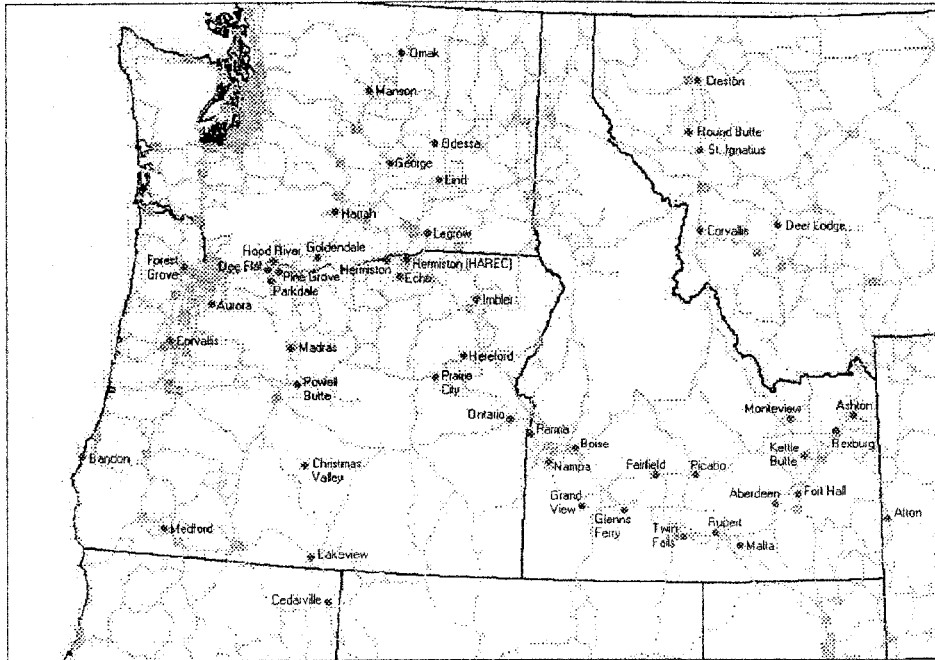 Omak
Creston
Manson
Round Butte
Odessa
St. Ignatius
George
Lind
Harrah
Corvallis
Deer Lodge
Legrow
Hood River
Goldendale
Forest
Grove
Dee Flat
Pine Grove
Hermiston
Hermiston (HAREC)
Echo
Parkdale
Imbler
Aurora
Corvallis
Madras
Hereford
Powell
Butte
Prairie
City
Ontario
Monteview
Ashton
Parma
Rexburg
Boise
Kettle
Butte
Bandon
Nampa
Christmas
Valley
Fairfield
Picabo
Grand
View
Glenns
Ferry
Aberdeen
Fort Hall
Afton
Medford
Twin
Falls
Rupert
Malta
Lakeview
Cedarville